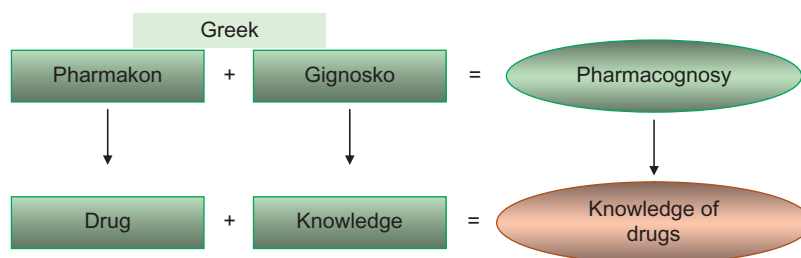 Greek
Pharmakon + Gignosko = Pharmacognosy
Drug + Knowledge = Knowledge of
drugs